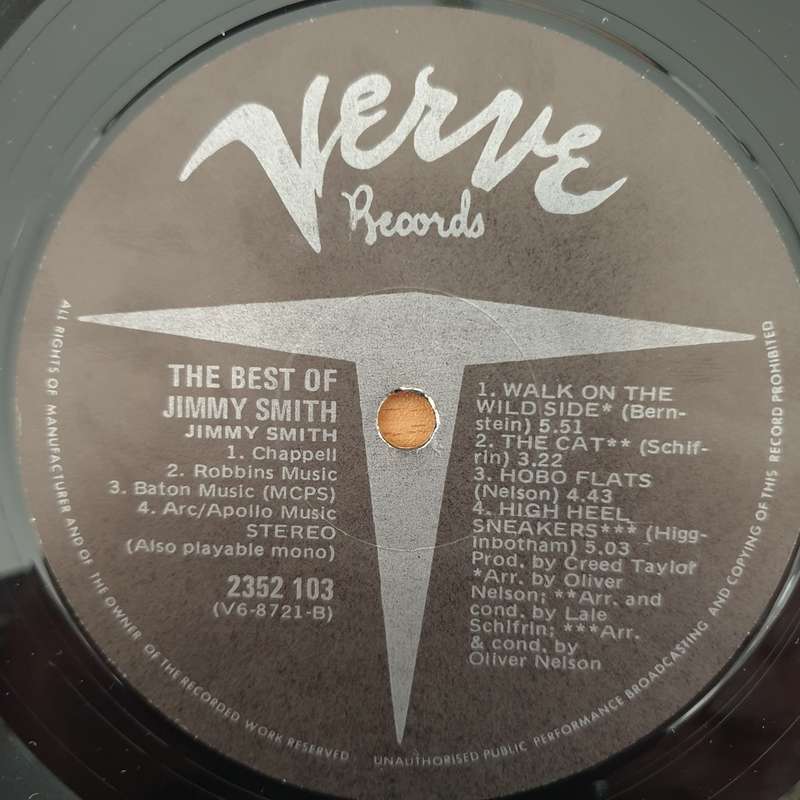 Verve
Records
THE BEST OF
JIMMY SMITH
JIMMY SMITH
1. Chappell
2. Robbins Music
3. Baton Music (MCPS)
4. Arc/Apollo Music
STEREO
(Also playable mono)
2352 103
(V6-8721-B)
1. WALK ON THE
WILD SIDE* (Bern-
stein) 5.51
2. THE CAT** (Schif-
rin) 3.22
3. HOBO FLATS
(Nelson) 4.43
4. HIGH HEEL
SNEAKERS*** (Higg-
inbotham) 5.03
Prod. by Creed Taylor
*Arr. by Oliver
Nelson; **Arr. and
cond. by Lale
Schifrin; ***Arr.
& cond. by
Oliver Nelson
ALL RIGHTS OF MANUFACTURER AND OF THE OWNER OF THE RECORDED WORK RESERVED
UNAUTHORISED PUBLIC PERFORMANCE BROADCASTING AND COPYING OF THIS RECORD PROHIBITED